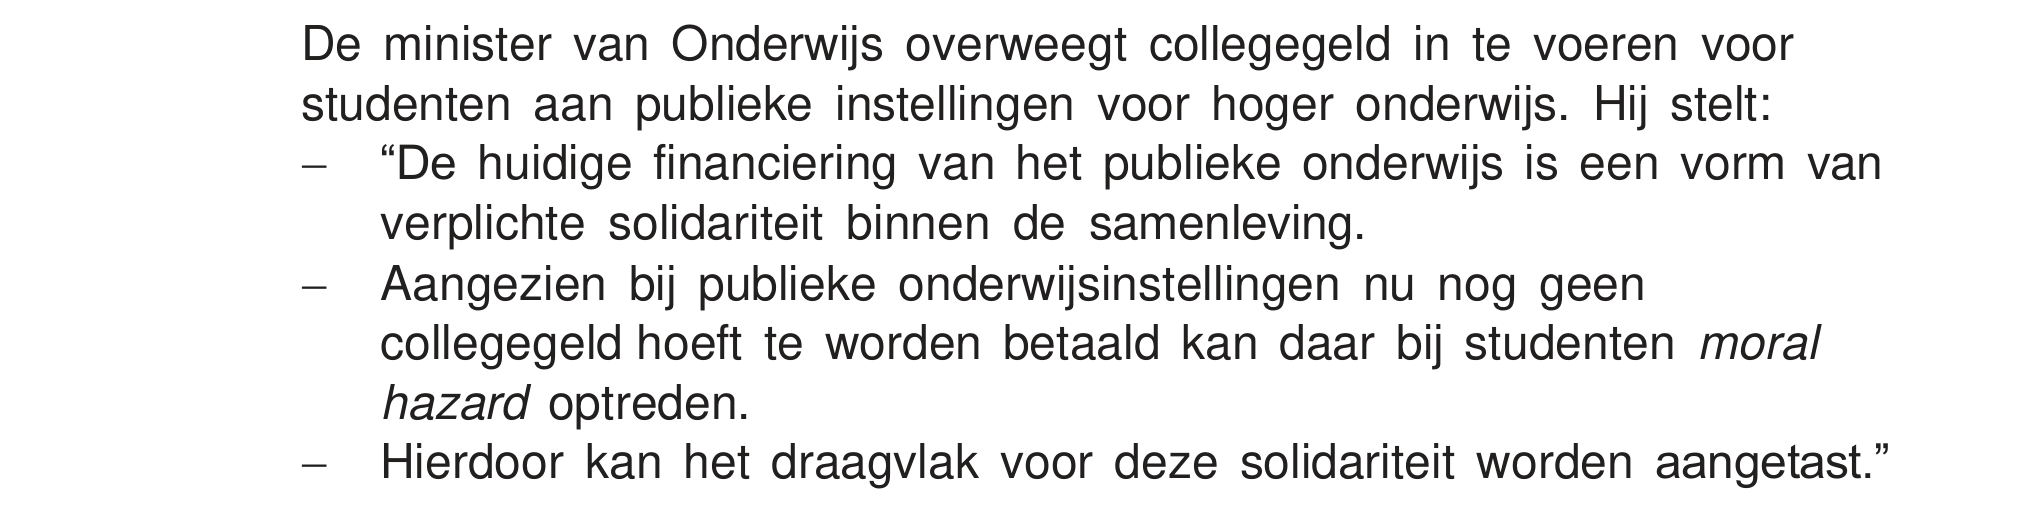 De minister van Onderwijs overweegt collegegeld in te voeren voor
studenten aan publieke instellingen voor hoger onderwijs. Hij stelt:
– “De huidige financiering van het publieke onderwijs is een vorm van
verplichte solidariteit binnen de samenleving.
– Aangezien bij publieke onderwijsinstellingen nu nog geen
collegegeld hoeft te worden betaald kan daar bij studenten moral
hazard optreden.
– Hierdoor kan het draagvlak voor deze solidariteit worden aangetast.”